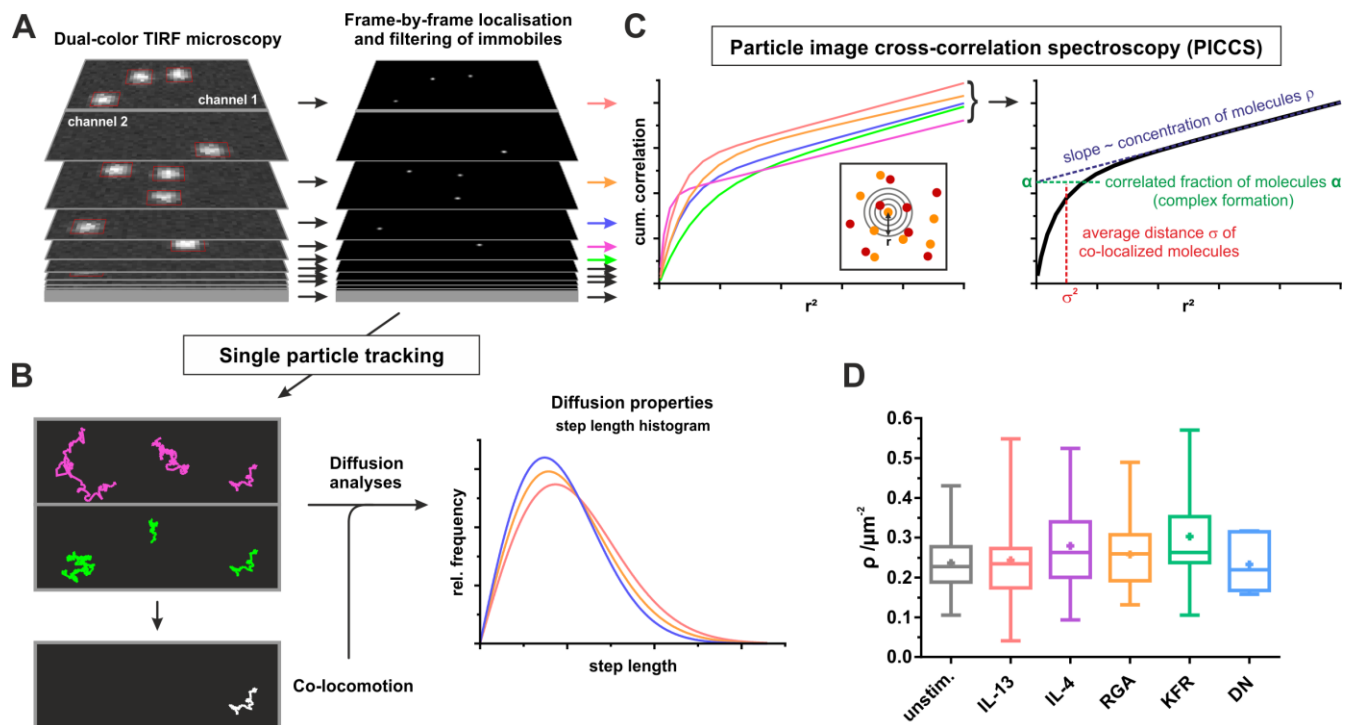 A
Dual-color TIRF microscopy
Frame-by-frame localisation
and filtering of immobiles
channel 1
channel 2
Single particle tracking
B
Diffusion
analyses
Co-locomotion
Diffusion properties
step length histogram
rel. frequency
step length
C
Particle image cross-correlation spectroscopy (PICCS)
cum. correlation
r
r²
slope ~ concentration of molecules ρ
α
correlated fraction of molecules α
(complex formation)
average distance σ of
co-localized molecules
σ²
r²
D
ρ /μm⁻²
0.6
0.5
0.4
0.3
0.2
0.1
0.0
unstim.
IL-13
IL-4
RGA
KFR
DN